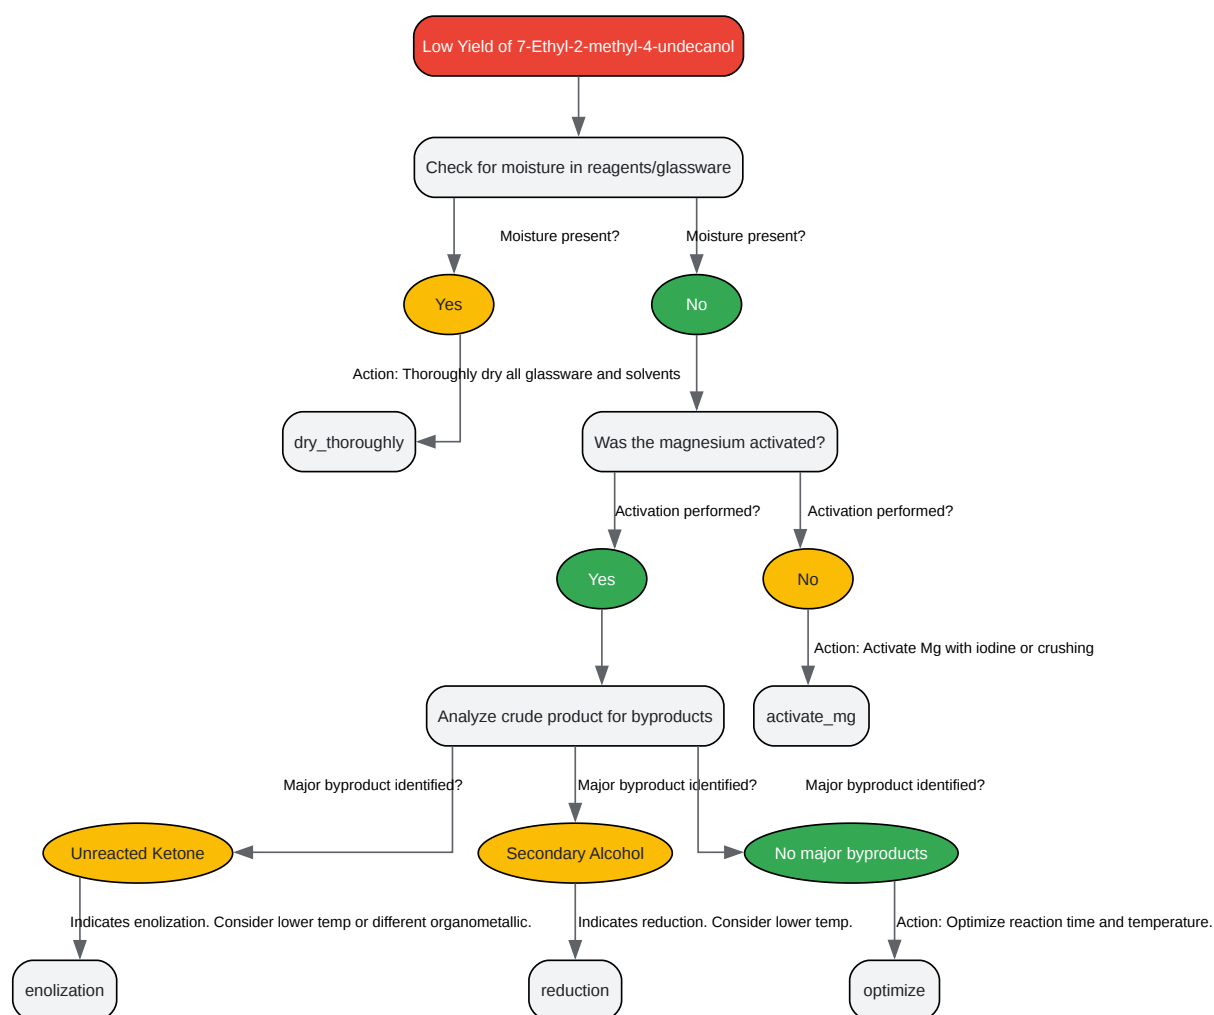 Low Yield of 7-Ethyl-2-methyl-4-undecanol
Check for moisture in reagents/glassware
Moisture present?
Moisture present?
Yes
No
Action: Thoroughly dry all glassware and solvents
dry_thoroughly
Was the magnesium activated?
Activation performed?
Activation performed?
Yes
No
Action: Activate Mg with iodine or crushing
Analyze crude product for byproducts
activate_mg
Major byproduct identified?
Major byproduct identified?
Major byproduct identified?
Unreacted Ketone
Secondary Alcohol
No major byproducts
Indicates enolization. Consider lower temp or different organometallic.
Indicates reduction. Consider lower temp.
Action: Optimize reaction time and temperature.
enolization
reduction
optimize